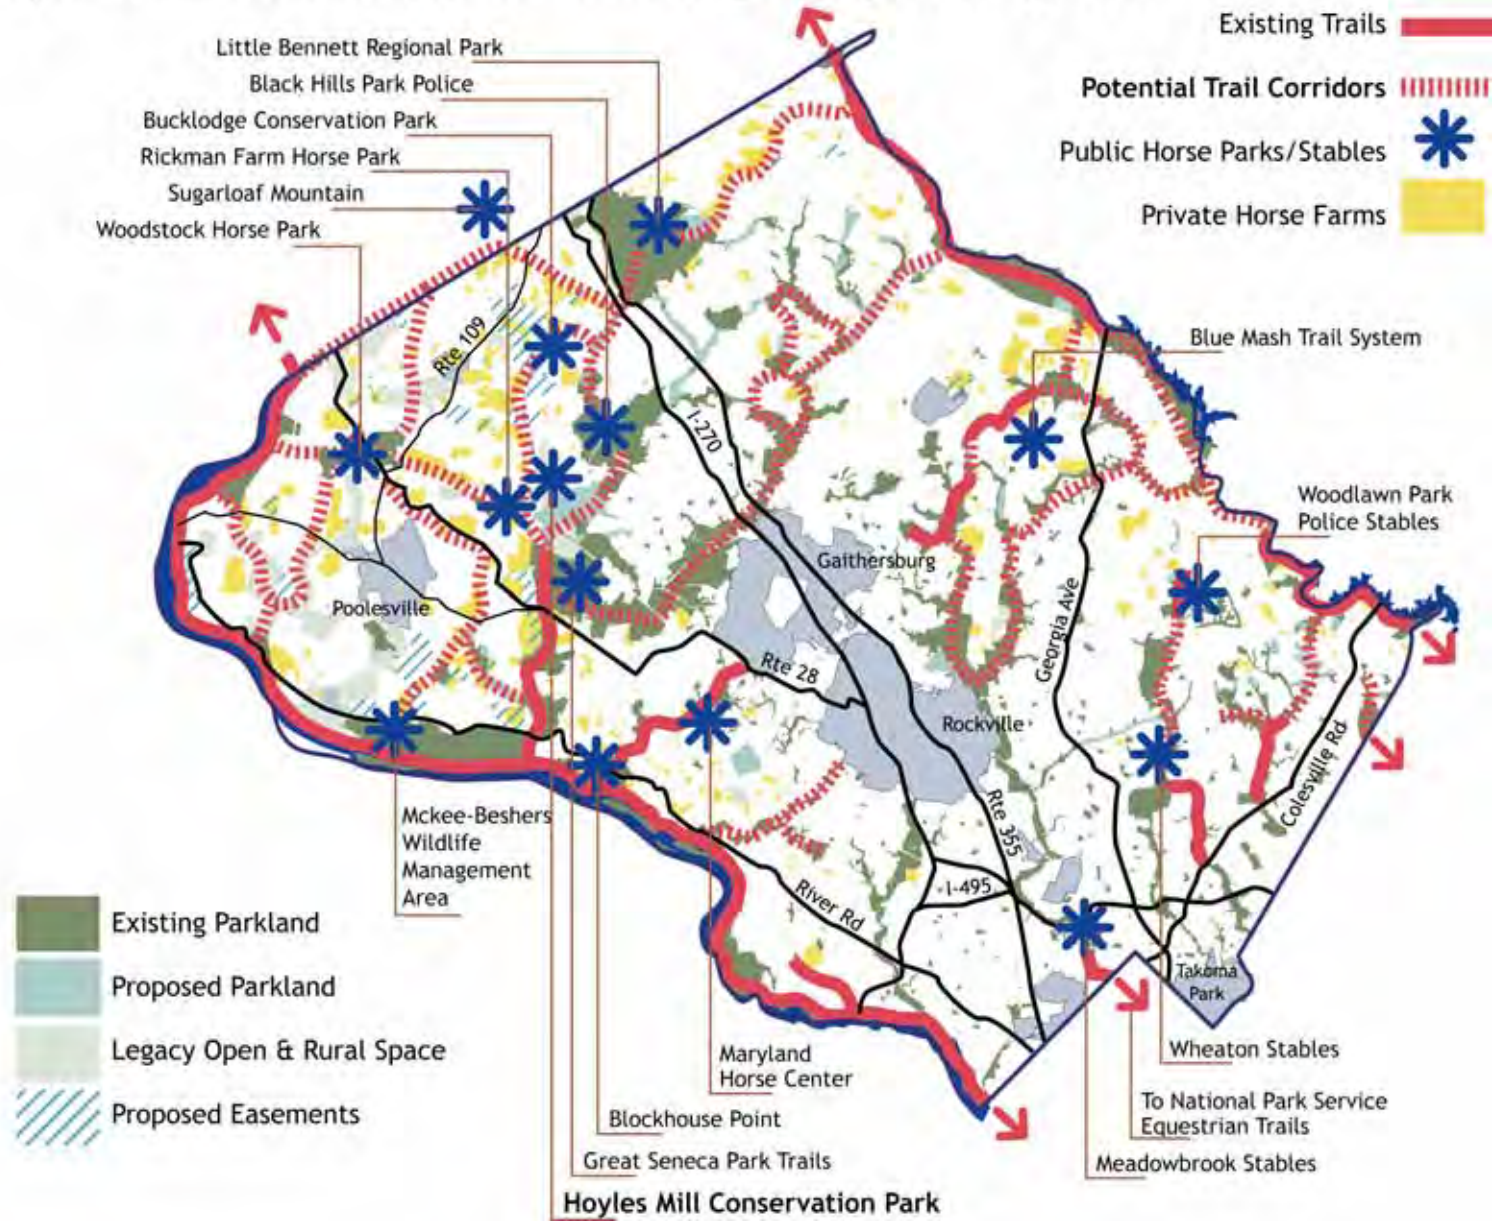 Little Bennett Regional Park
Black Hills Park Police
Bucklodge Conservation Park
Rickman Farm Horse Park
Sugarloaf Mountain
Woodstock Horse Park
Existing Trails
Potential Trail Corridors
Public Horse Parks/Stables
Private Horse Farms
Blue Mash Trail System
Rte 109
I-270
Woodlawn Park
Police Stables
Gaithersburg
Poolesville
Georgia Ave
Rte 28
Rockville
Colesville Rd
Rte 355
Mckee-Beshers
Wildlife
Management
Area
I-495
River Rd
Takoma
Park
Existing Parkland
Proposed Parkland
Legacy Open & Rural Space
Proposed Easements
Maryland
Horse Center
Wheaton Stables
To National Park Service
Equestrian Trails
Blockhouse Point
Great Seneca Park Trails
Meadowbrook Stables
Hoyles Mill Conservation Park